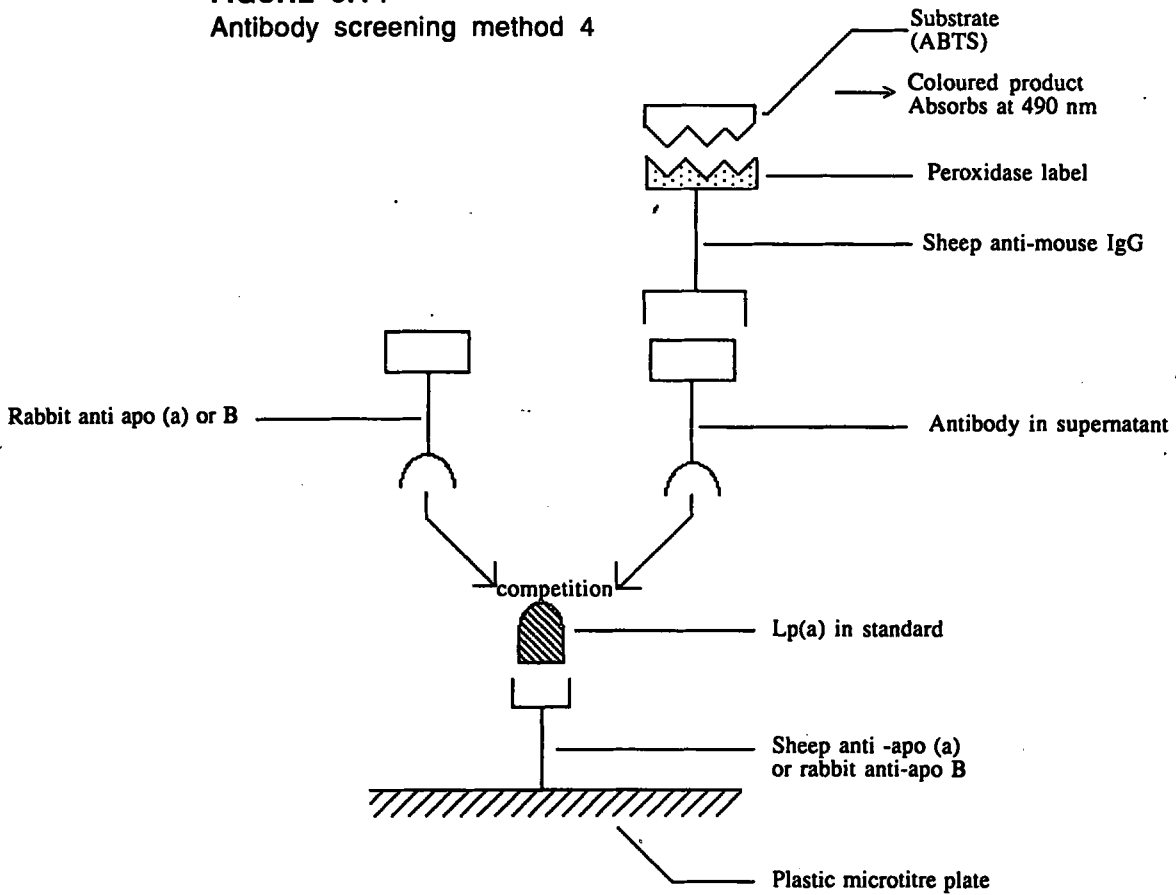 Antibody screening method 4
Substrate
(ABTS)
Coloured product
Absorbs at 490 nm
Peroxidase label
Sheep anti-mouse IgG
Rabbit anti apo (a) or B
Antibody in supernatant
competition
Lp(a) in standard
Sheep anti -apo (a)
or rabbit anti-apo B
Plastic microtitre plate